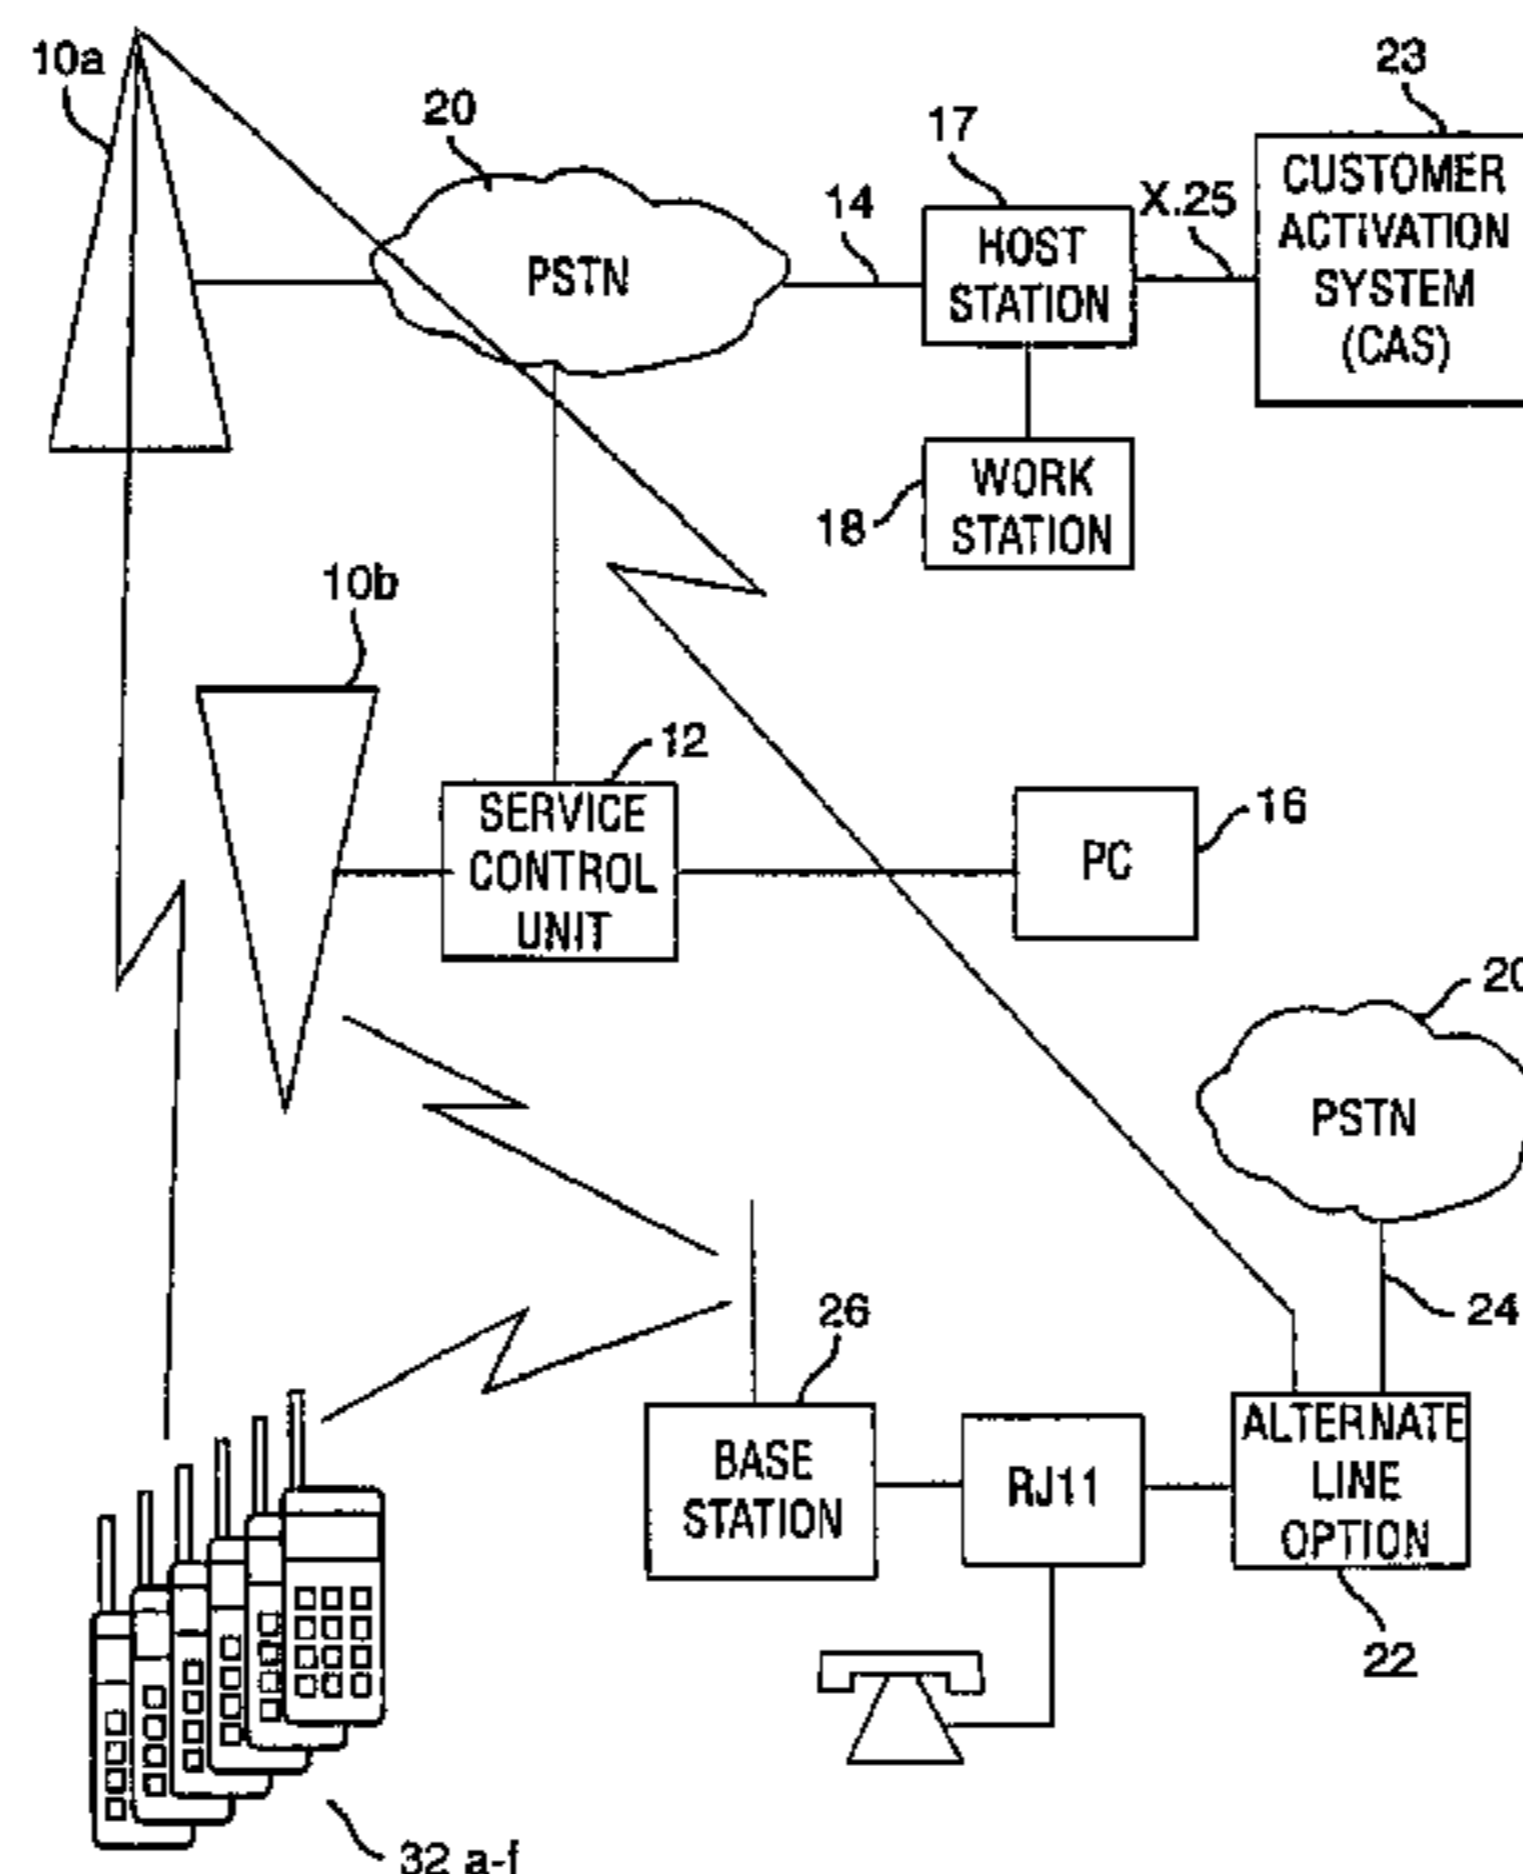 10a
20
17
23
14
X.25
PSTN
HOST
STATION
CUSTOMER
ACTIVATION
SYSTEM
(CAS)
18
WORK
STATION
10b
12
SERVICE
CONTROL
UNIT
PC
16
20
PSTN
24
26
BASE
STATION
RJ11
ALTERNATE
LINE
OPTION
22
32 a-f